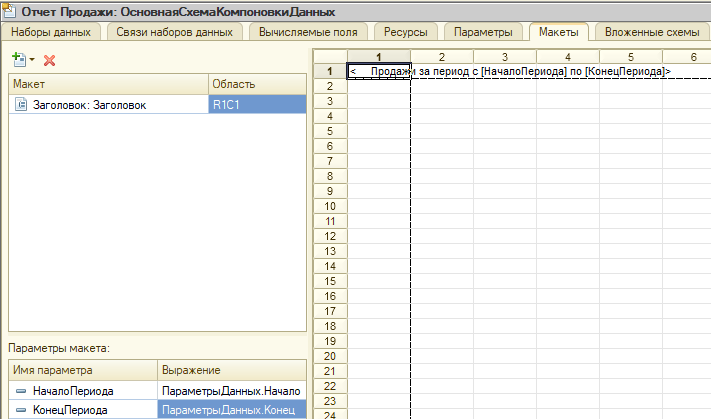 Отчет Продажи: ОсновнаяСхемаКомпоновкиДанных
Наборы данных Связи наборов данных Вычисляемые поля Ресурсы Параметры Макеты Вложенные схемы
Макет Область
Заголовок: Заголовок R1C1
Параметры макета:
Имя параметра Выражение
НачалоПериода ПараметрыДанных.Начало
КонецПериода ПараметрыДанных.Конец
1 2 3 4 5 6
1 < Продажи за период с [НачалоПериода] по [КонецПериода]>
2
3
4
5
6
7
8
9
10
11
12
13
14
15
16
17
18
19
20
21
22
23
24